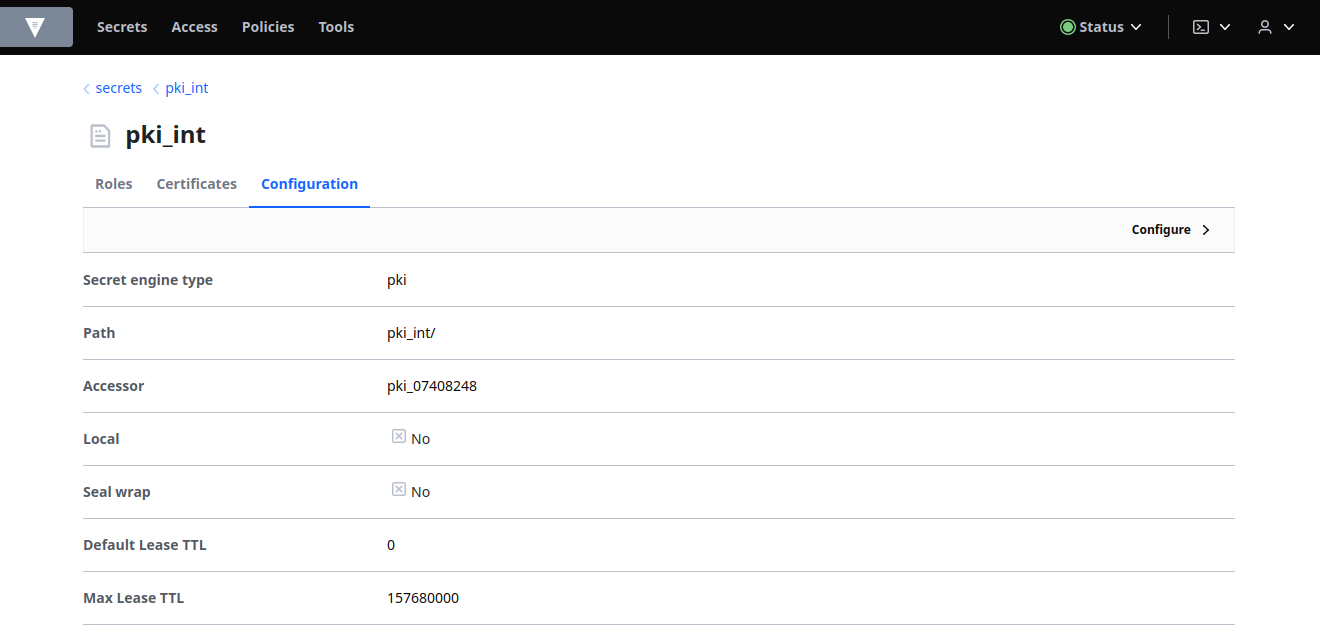 Secrets Access Policies Tools Status
secrets pki_int
pki_int
Roles Certificates Configuration
Configure
Secret engine type pki
Path pki_int/
Accessor pki_07408248
Local No
Seal wrap No
Default Lease TTL 0
Max Lease TTL 157680000